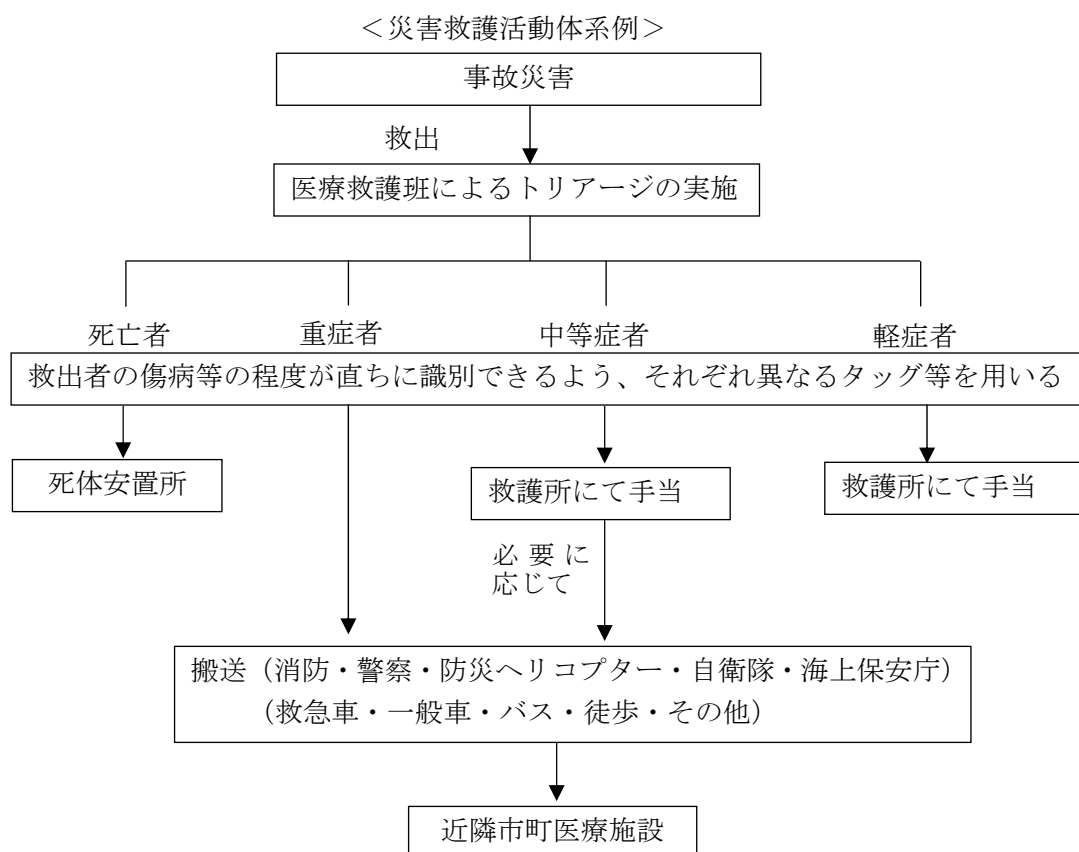 ＜災害救護活動体系例＞
事故災害
救出
医療救護班によるトリアージの実施
死亡者
重症者
中等症者
軽症者
救出者の傷病等の程度が直ちに識別できるよう、それぞれ異なるタッグ等を用いる
死体安置所
救護所にて手当
救護所にて手当
必 要 に
応じて
搬送（消防・警察・防災ヘリコプター・自衛隊・海上保安庁）
（救急車・一般車・バス・徒歩・その他）
近隣市町医療施設